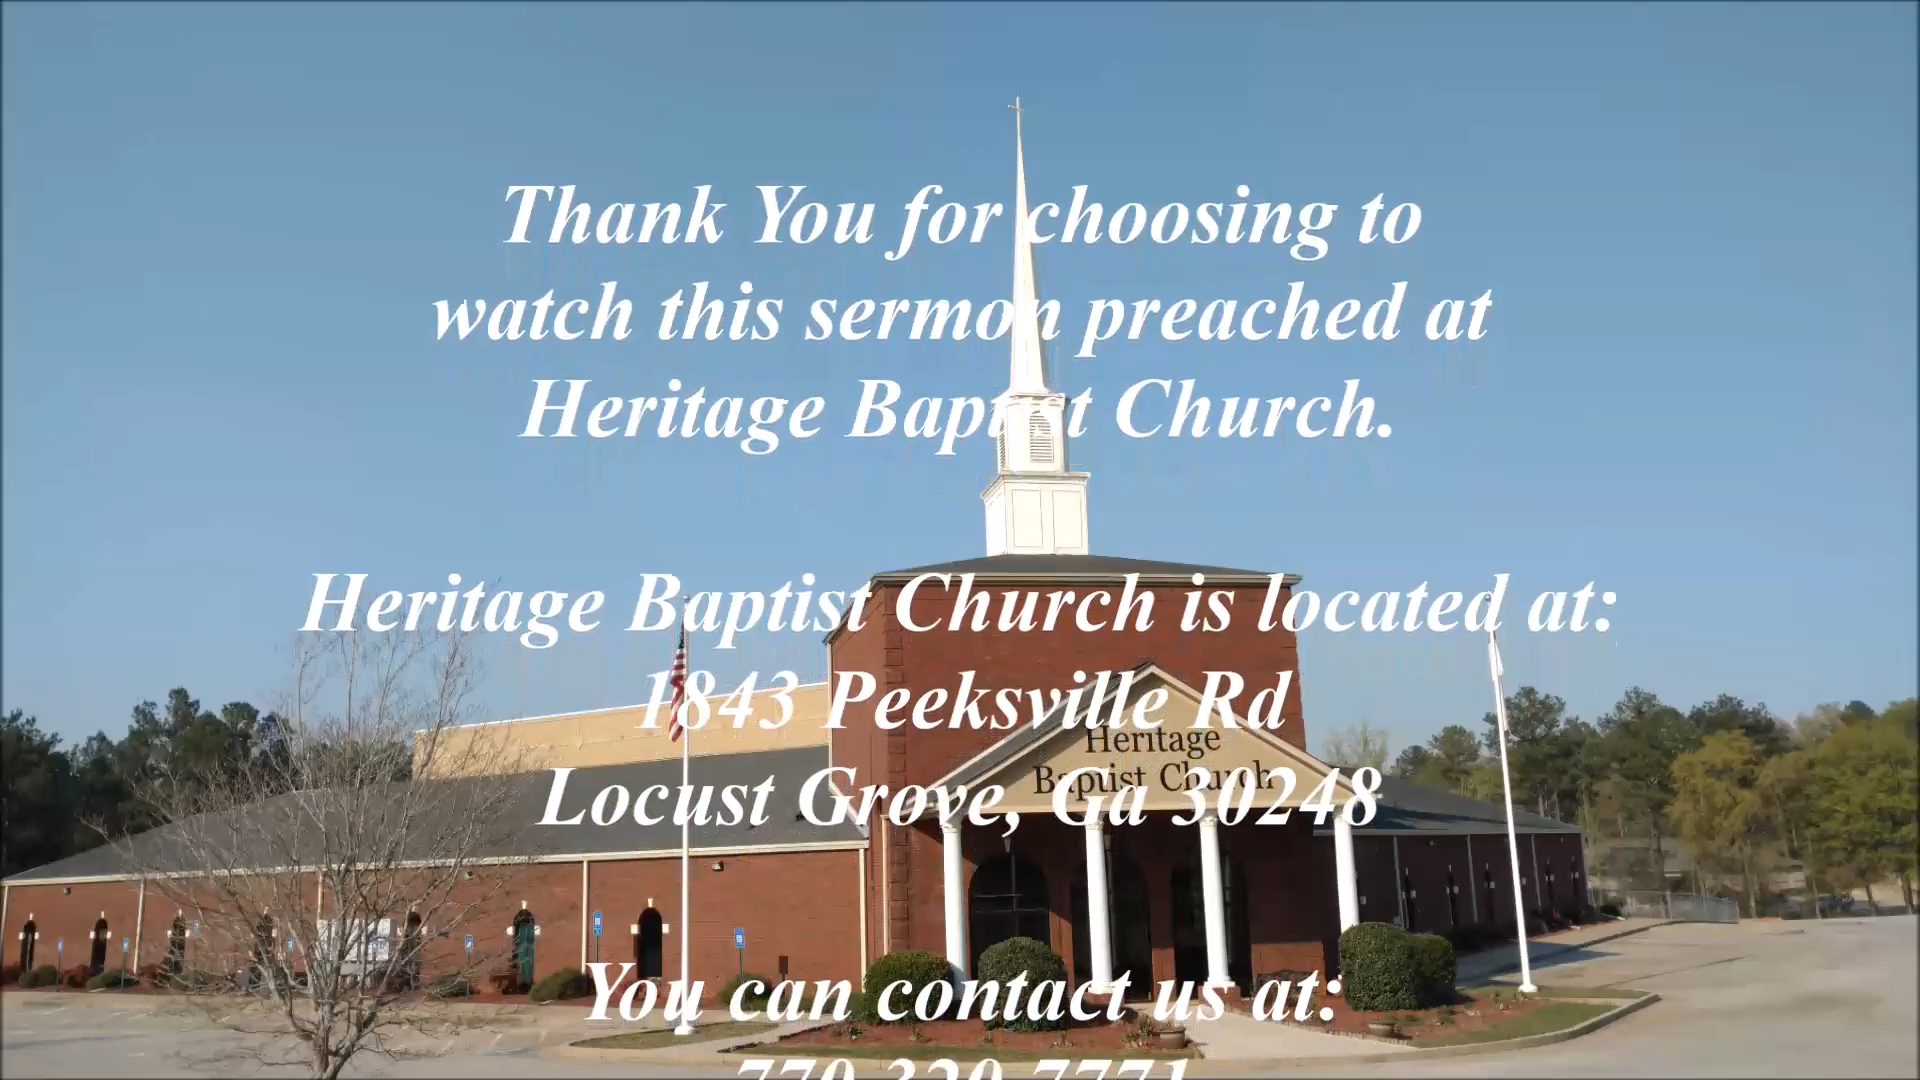 Thank You for choosing to
watch this sermon preached at
Heritage Baptist Church.
Heritage Baptist Church is located at:
1843 Peeksville Rd
Heritage
Baptist Church
Locust Grove, Ga 30248
You can contact us at: